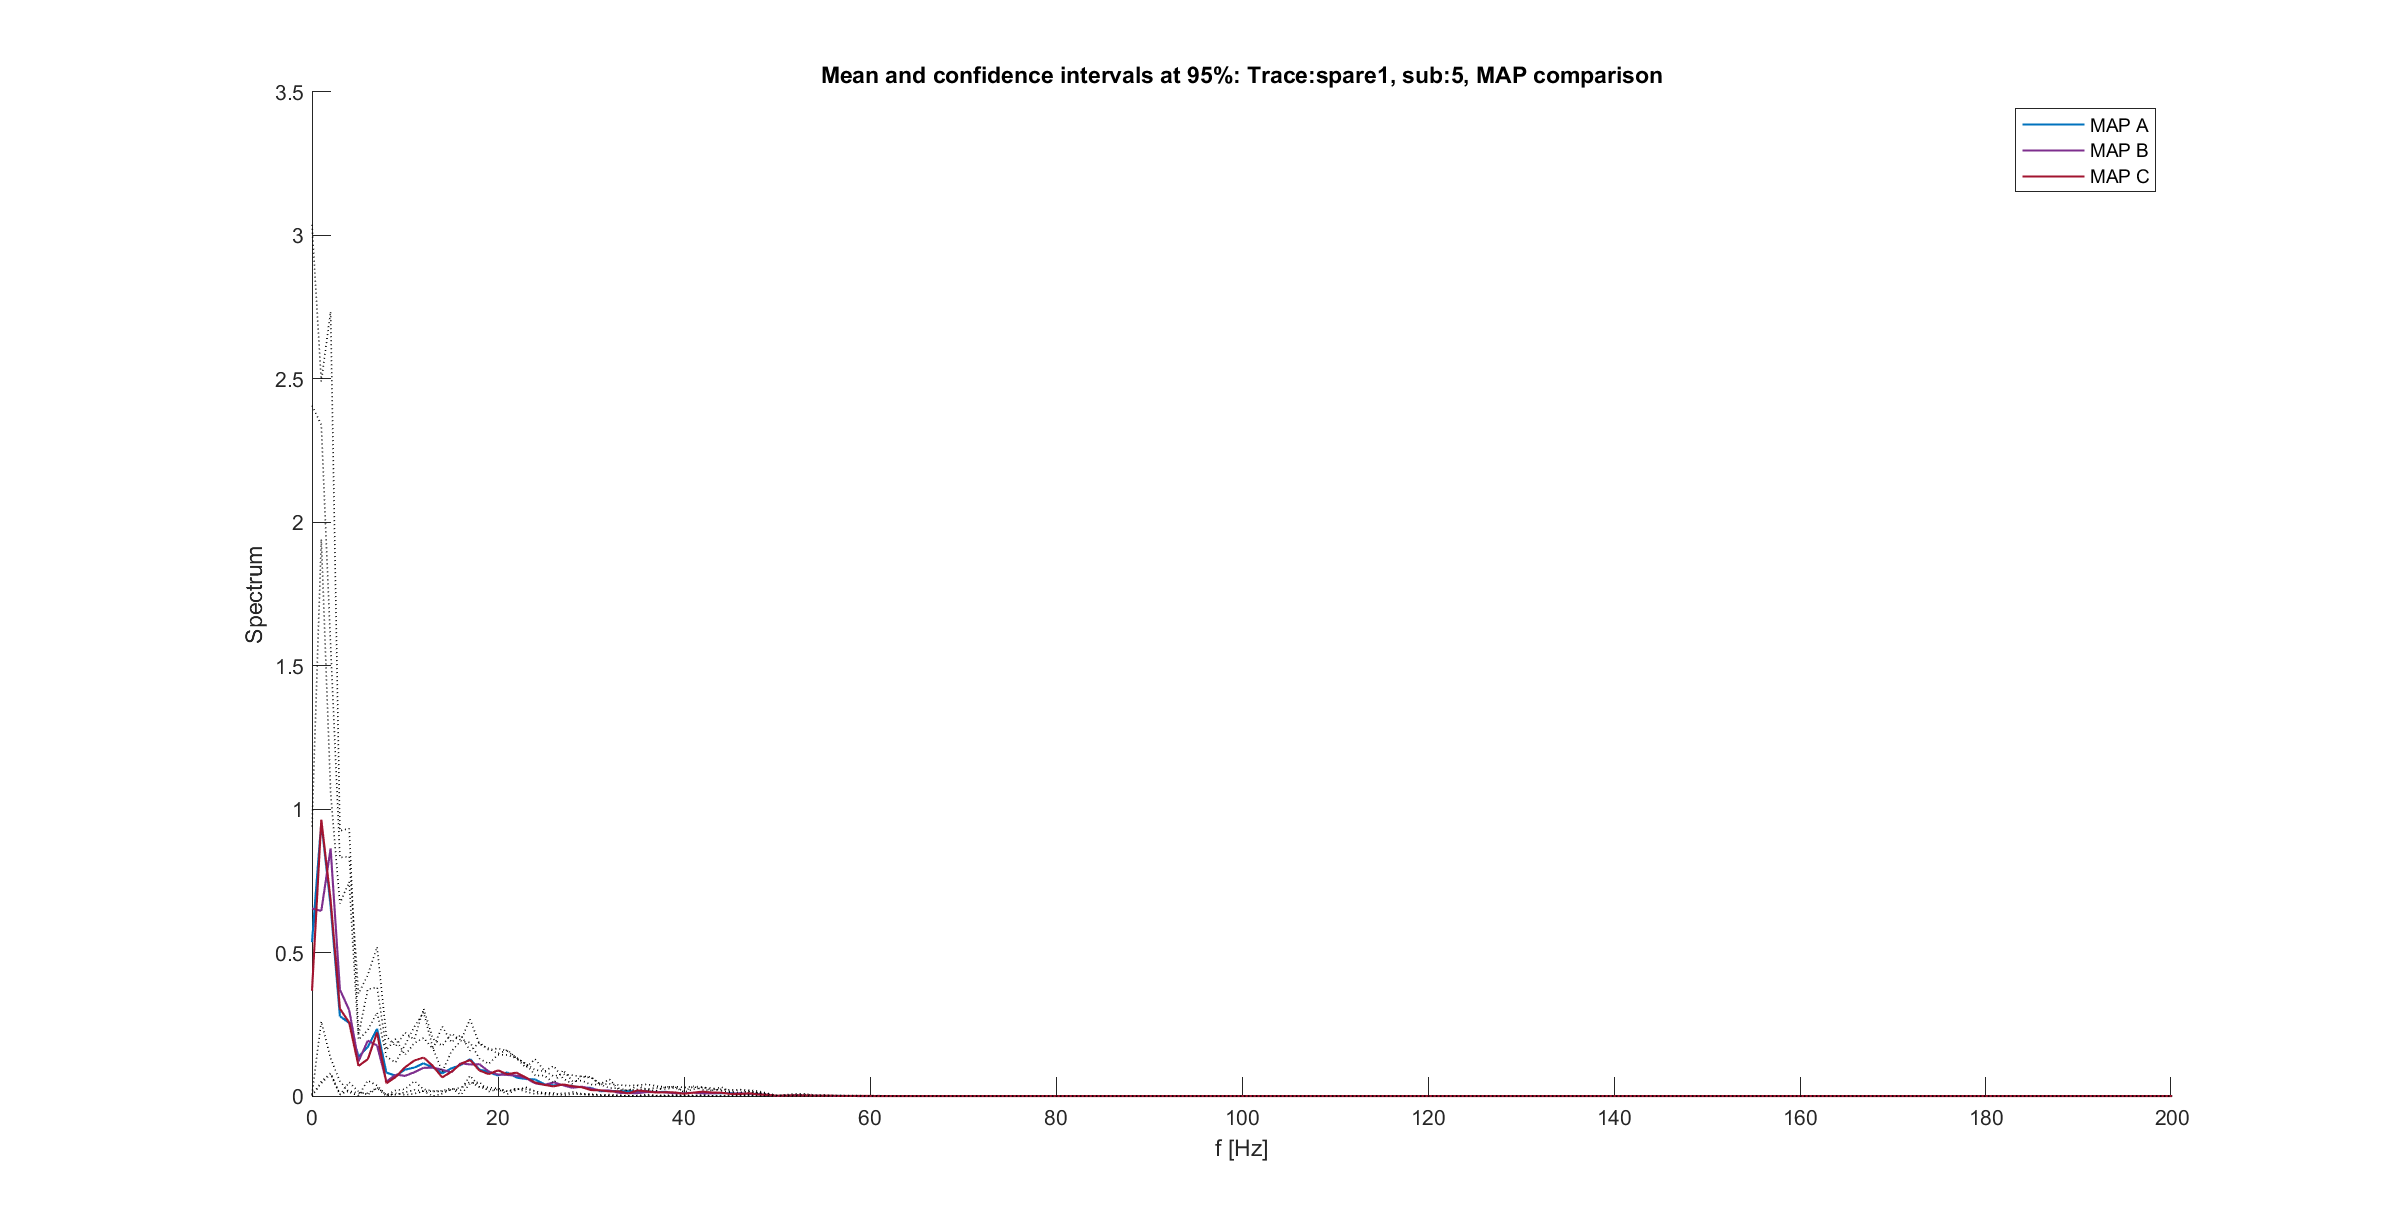 Mean and confidence intervals at 95%: Trace:spare1, sub:5, MAP comparison
3.5
3
2.5
2
1.5
1
0.5
0
Spectrum
MAP A
MAP B
MAP C
0 20 40 60 80 100 120 140 160 180 200
f [Hz]